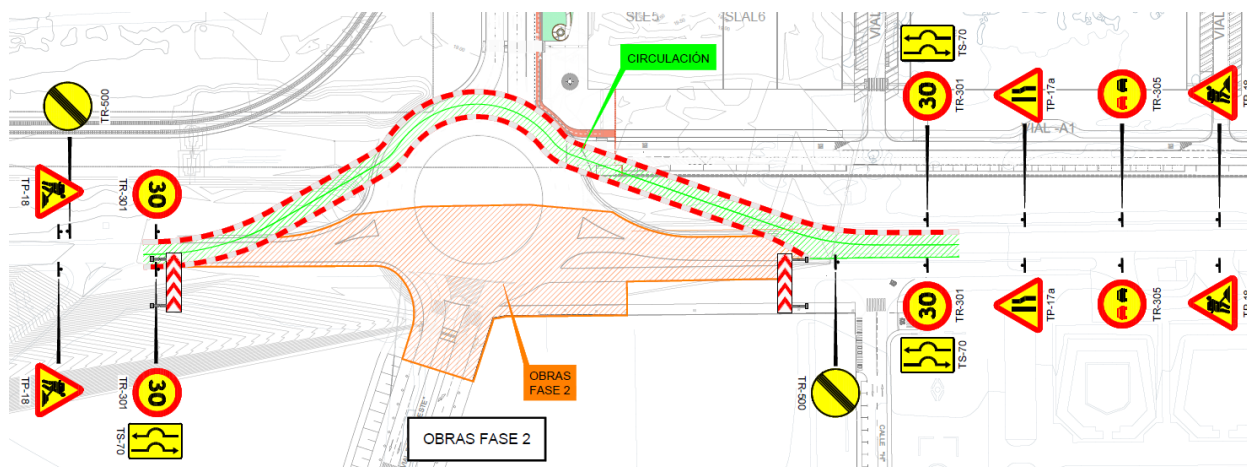 SLE5
SLAL6
VIAL
VIAL
TS-70
CIRCULACIÓN
TR-500
30
TR-301
TP-17a
TR-305
TP-18
VIAL -A1
TP-18
30
TR-301
30
TR-301
TP-17a
TR-305
TP-18
TS-70
TP-18
30
TR-301
TS-70
OBRAS
FASE 2
TR-500
OBRAS FASE 2
CALLE "H"